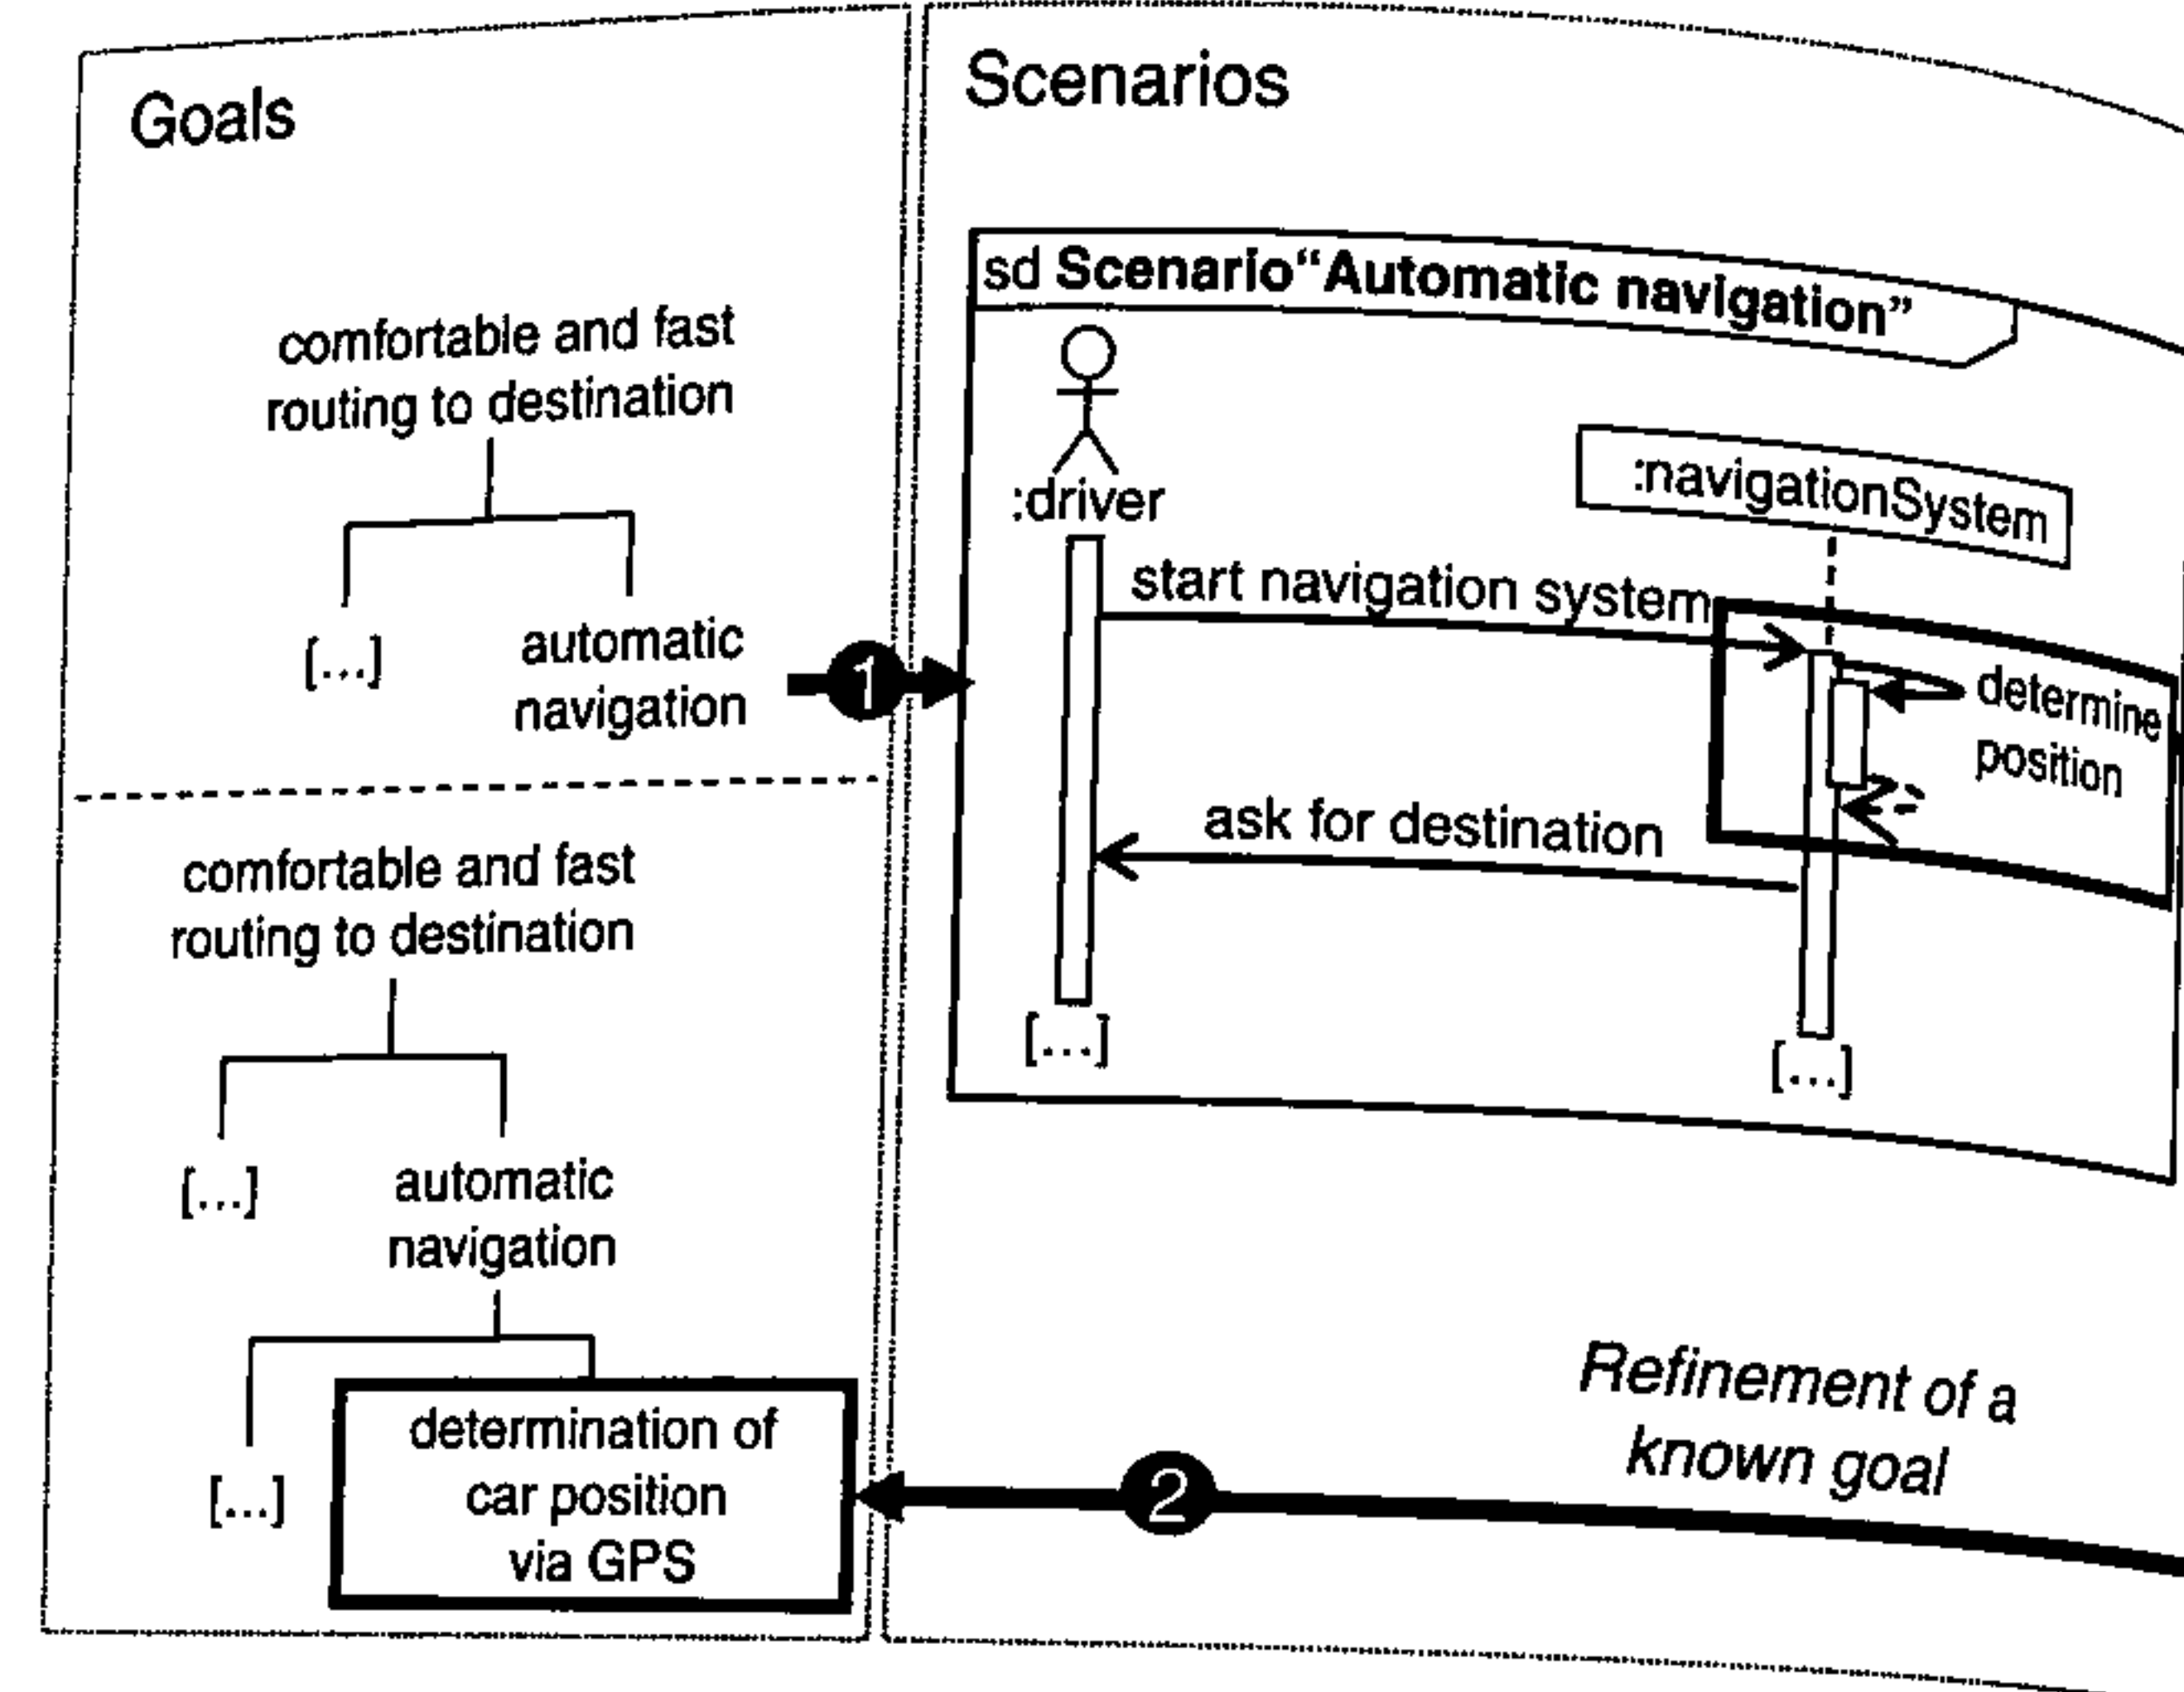 Goals
comfortable and fast
routing to destination
[...]
automatic
navigation
comfortable and fast
routing to destination
[...]
automatic
navigation
[...]
determination of
car position
via GPS
1
Scenarios
sd Scenario“Automatic navigation”
:driver
:navigationSystem
start navigation system
determine
position
ask for destination
[...]
[...]
Refinement of a
known goal
2